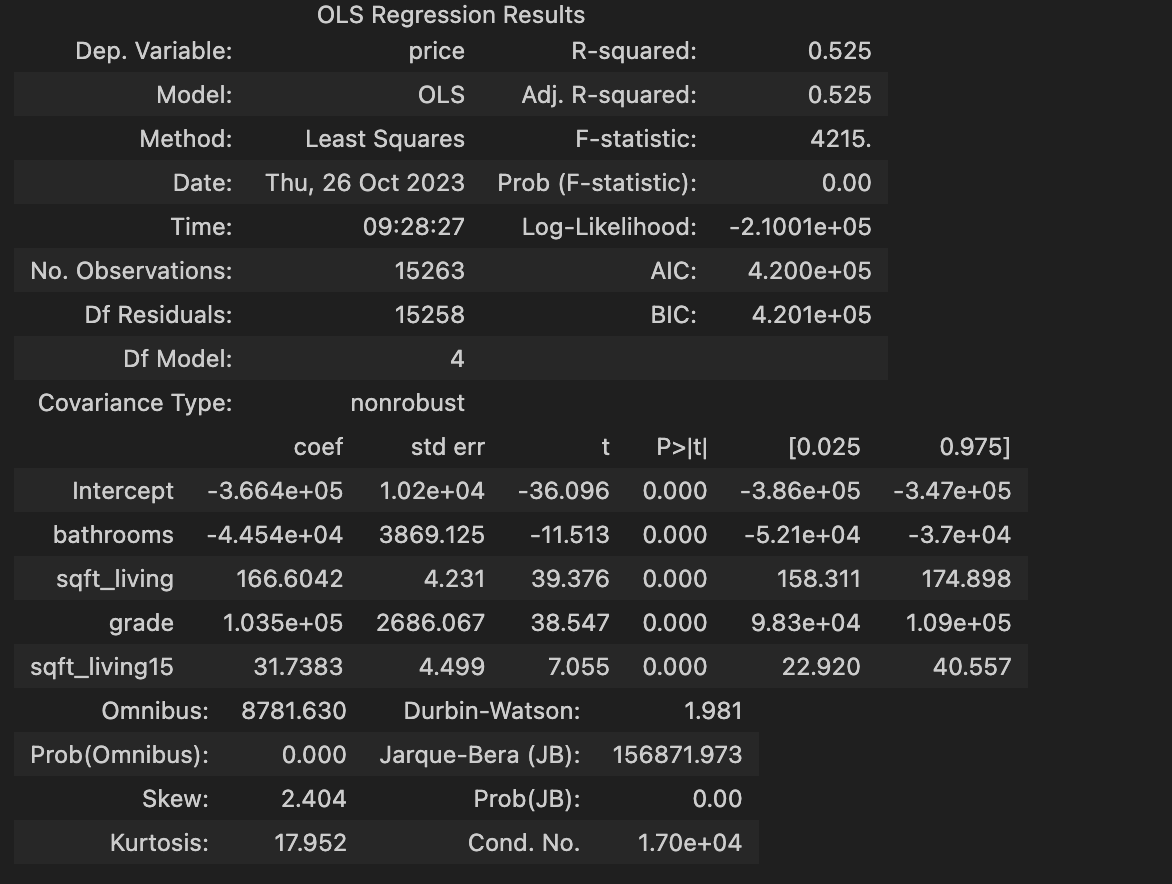 OLS Regression Results
Dep. Variable: price R-squared: 0.525
Model: OLS Adj. R-squared: 0.525
Method: Least Squares F-statistic: 4215.
Date: Thu, 26 Oct 2023 Prob (F-statistic): 0.00
Time: 09:28:27 Log-Likelihood: -2.1001e+05
No. Observations: 15263 AIC: 4.200e+05
Df Residuals: 15258 BIC: 4.201e+05
Df Model: 4
Covariance Type: nonrobust
coef std err t P>|t| [0.025 0.975]
Intercept -3.664e+05 1.02e+04 -36.096 0.000 -3.86e+05 -3.47e+05
bathrooms -4.454e+04 3869.125 -11.513 0.000 -5.21e+04 -3.7e+04
sqft_living 166.6042 4.231 39.376 0.000 158.311 174.898
grade 1.035e+05 2686.067 38.547 0.000 9.83e+04 1.09e+05
sqft_living15 31.7383 4.499 7.055 0.000 22.920 40.557
Omnibus: 8781.630 Durbin-Watson: 1.981
Prob(Omnibus): 0.000 Jarque-Bera (JB): 156871.973
Skew: 2.404 Prob(JB): 0.00
Kurtosis: 17.952 Cond. No. 1.70e+04